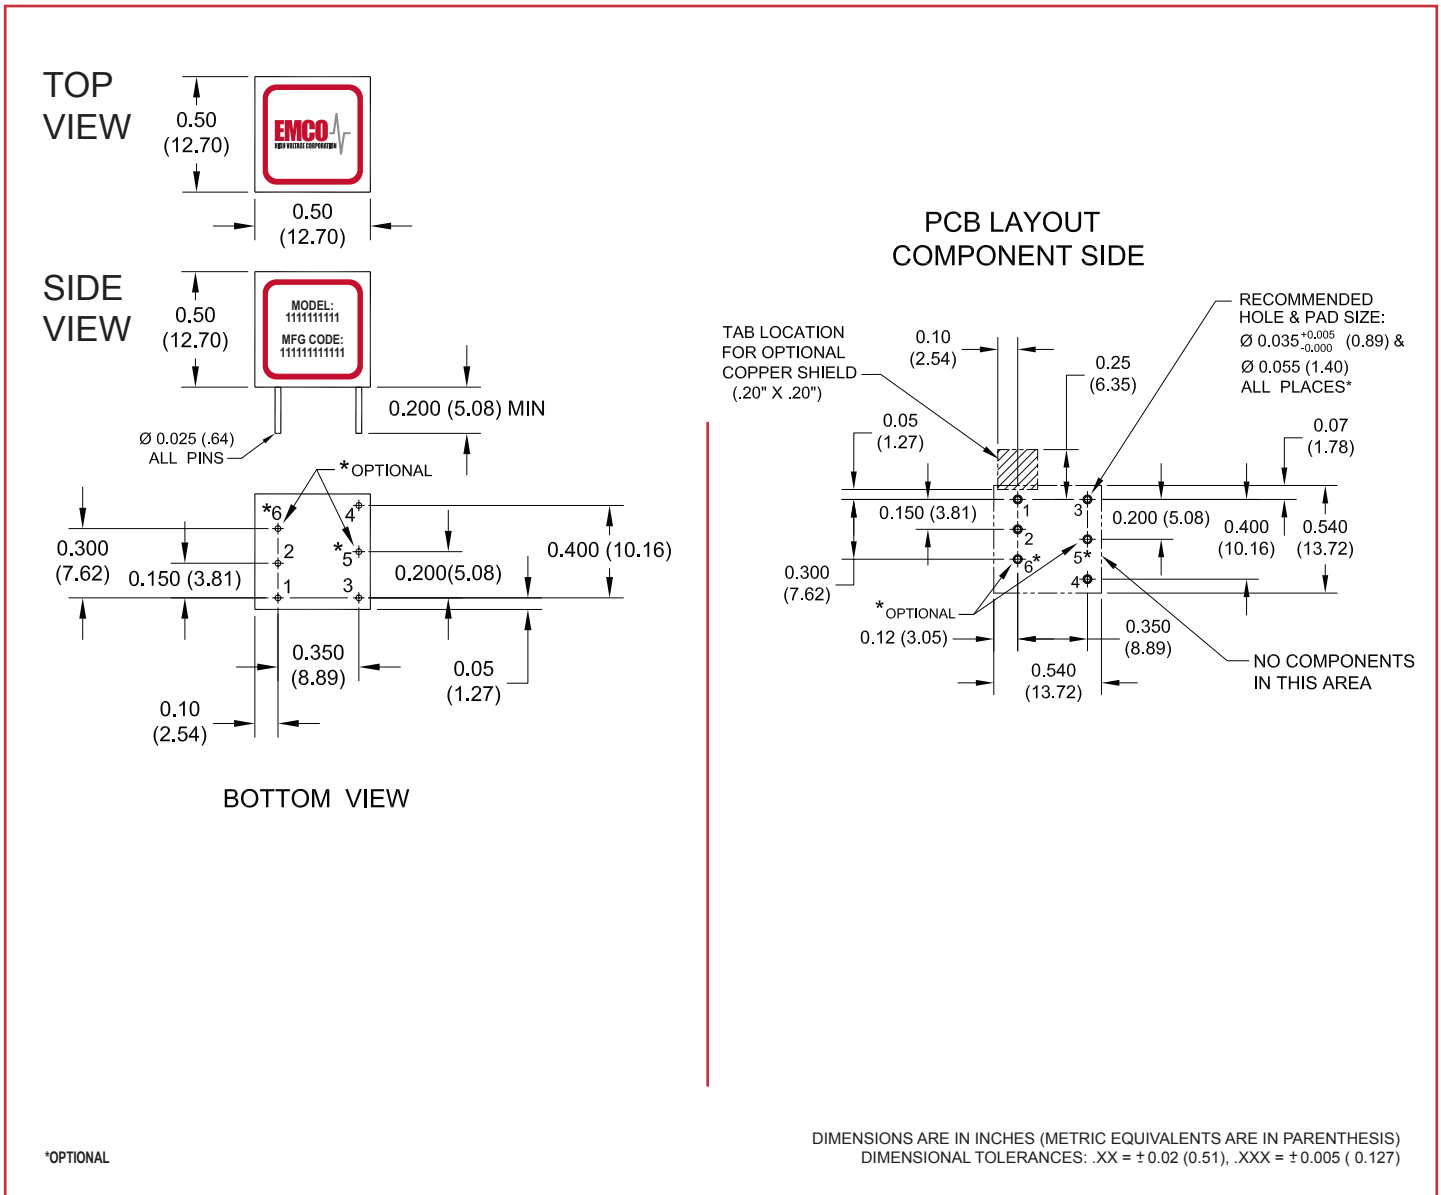 TOP
VIEW
0.50
(12.70)
EMCO
HIGH VOLTAGE CORPORATION
0.50
(12.70)
SIDE
VIEW
0.50
(12.70)
MODEL:
1111111111
MFG CODE:
111111111111
0.200 (5.08) MIN
Ø 0.025 (.64)
ALL PINS
*OPTIONAL
*6
4
2
*5
1
3
0.300
(7.62)
0.150 (3.81)
0.400 (10.16)
0.200(5.08)
0.350
(8.89)
0.05
(1.27)
0.10
(2.54)
BOTTOM VIEW
PCB LAYOUT
COMPONENT SIDE
TAB LOCATION
FOR OPTIONAL
COPPER SHIELD
(.20" X .20")
0.10
(2.54)
0.25
(6.35)
RECOMMENDED
HOLE & PAD SIZE:
Ø 0.035 +0.005 -0.000 (0.89) &
Ø 0.055 (1.40)
ALL PLACES*
0.05
(1.27)
0.07
(1.78)
0.150 (3.81)
1
3
0.200 (5.08)
2
0.400
(10.16)
0.540
(13.72)
0.300
(7.62)
6*
5*
4
*OPTIONAL
0.12 (3.05)
0.350
(8.89)
0.540
(13.72)
NO COMPONENTS
IN THIS AREA
*OPTIONAL
DIMENSIONS ARE IN INCHES (METRIC EQUIVALENTS ARE IN PARENTHESIS)
DIMENSIONAL TOLERANCES: .XX = ± 0.02 (0.51), .XXX = ± 0.005 ( 0.127)